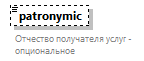 patronymic
Отчество получателя услуг -
опциональное